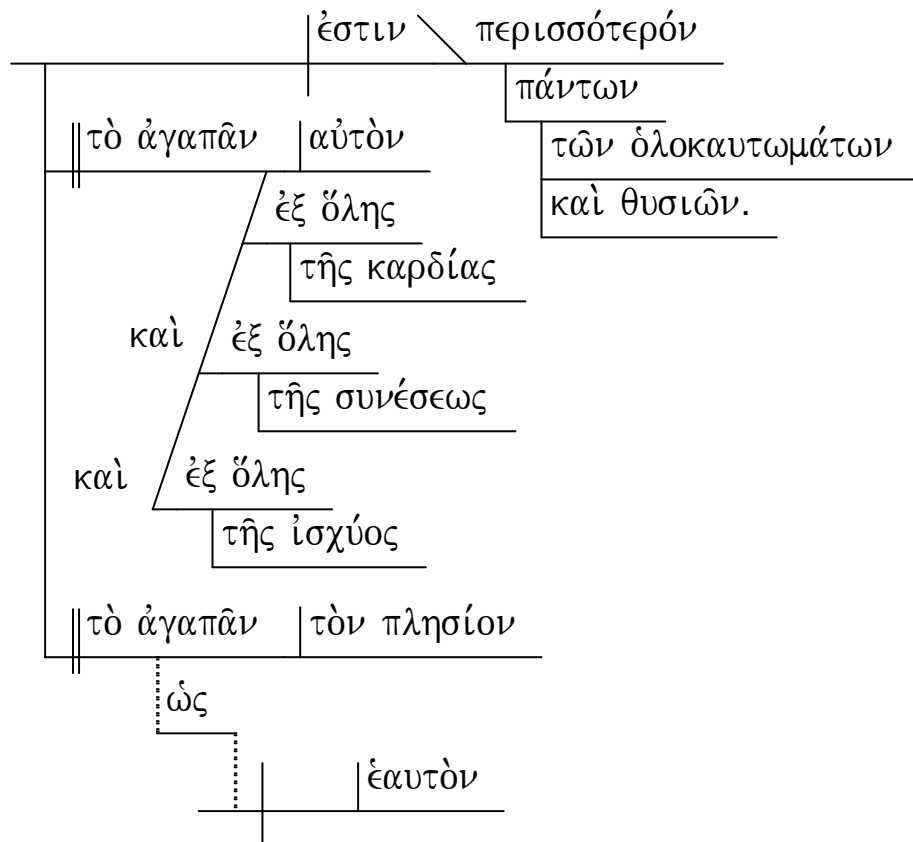 ἐστιν περισσότερόν
πάντων
τὸ ἀγαπᾶν αὐτὸν
τῶν ὁλοκαυτωμάτων
ἐξ ὅλης
καὶ θυσιῶν.
τῆς καρδίας
καὶ ἐξ ὅλης
τῆς συνέσεως
καὶ ἐξ ὅλης
τῆς ἰσχύος
τὸ ἀγαπᾶν τὸν πλησίον
ὡς
ἑαυτὸν